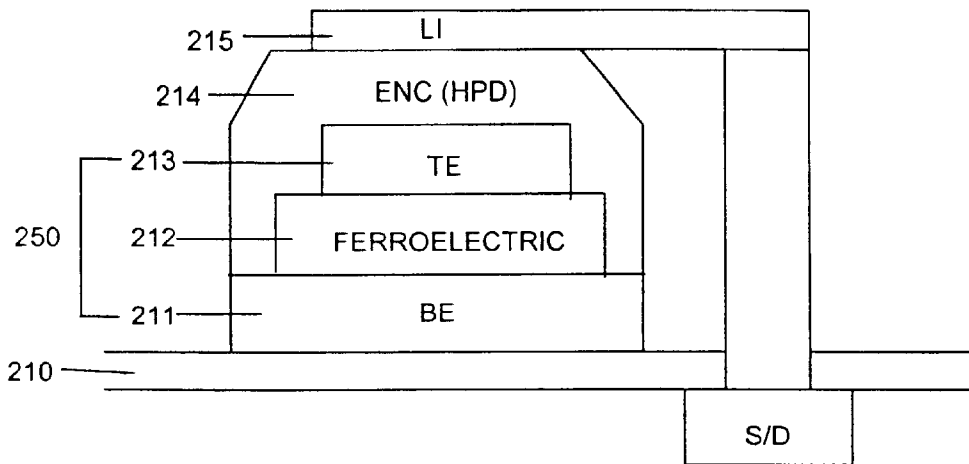 215 LI
214 ENC (HPD)
213 TE
250 212 FERROELECTRIC
211 BE
210
S/D